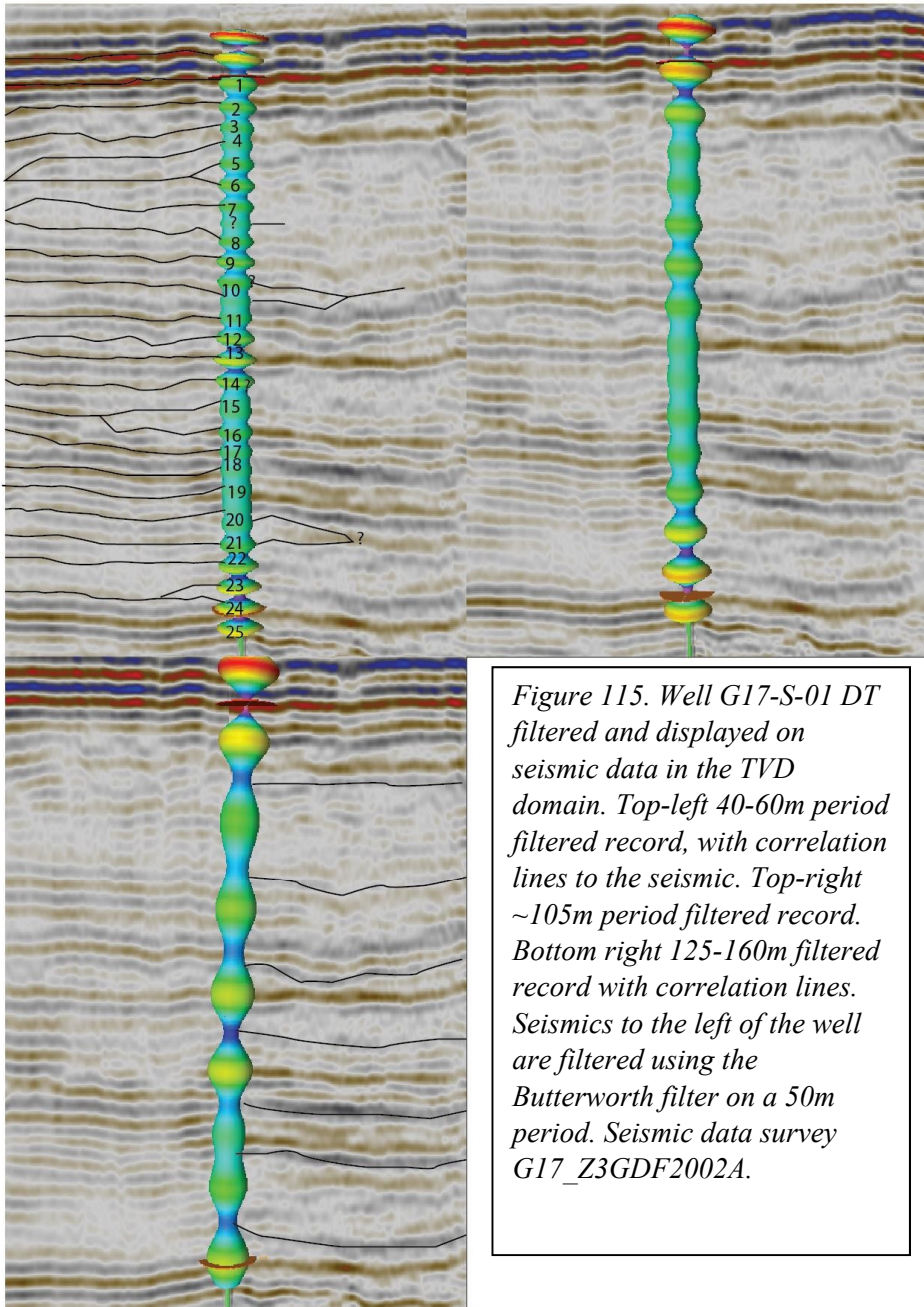 1
2
3
4
5
6
7
?
8
9
?
10
11
12
13
14
15
16
17
18
19
20
21
?
22
23
24
25
Figure 115. Well G17-S-01 DT
filtered and displayed on
seismic data in the TVD
domain. Top-left 40-60m period
filtered record, with correlation
lines to the seismic. Top-right
~105m period filtered record.
Bottom right 125-160m filtered
record with correlation lines.
Seismics to the left of the well
are filtered using the
Butterworth filter on a 50m
period. Seismic data survey
G17_Z3GDF2002A.